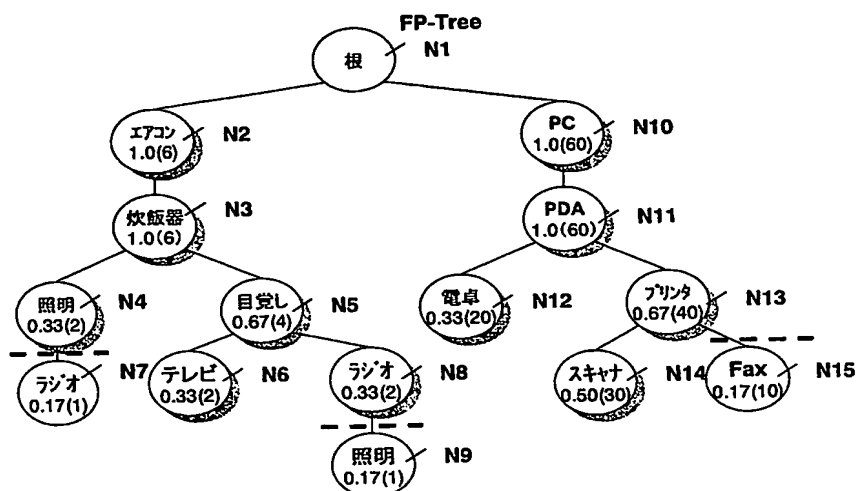 FP-Tree
根
N1
エアコン
1.0(6)
N2
PC
1.0(60)
N10
炊飯器
1.0(6)
N3
PDA
1.0(60)
N11
照明
0.33(2)
N4
目覚し
0.67(4)
N5
電卓
0.33(20)
N12
プリンタ
0.67(40)
N13
ラジオ
0.17(1)
N7
テレビ
0.33(2)
N6
ラジオ
0.33(2)
N8
スキャナ
0.50(30)
N14
Fax
0.17(10)
N15
照明
0.17(1)
N9